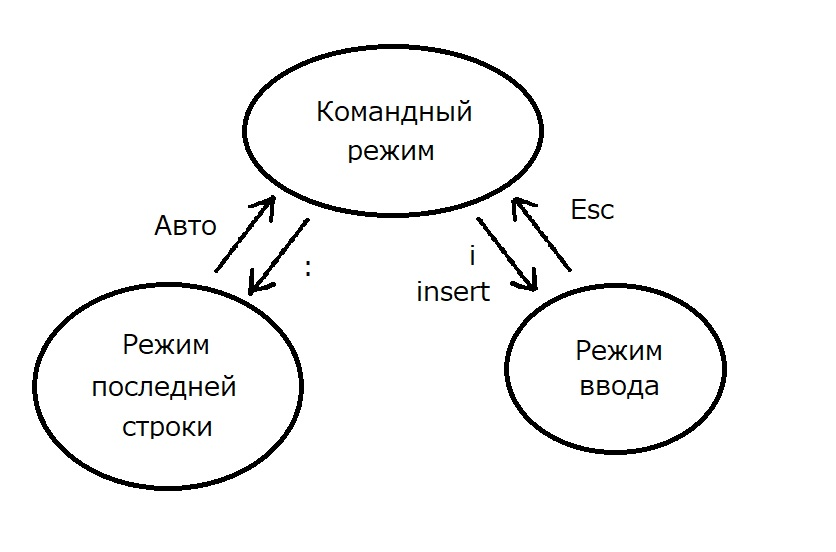 Командный
режим
Авто
:
i
insert
Esc
Режим
последней
строки
Режим
ввода